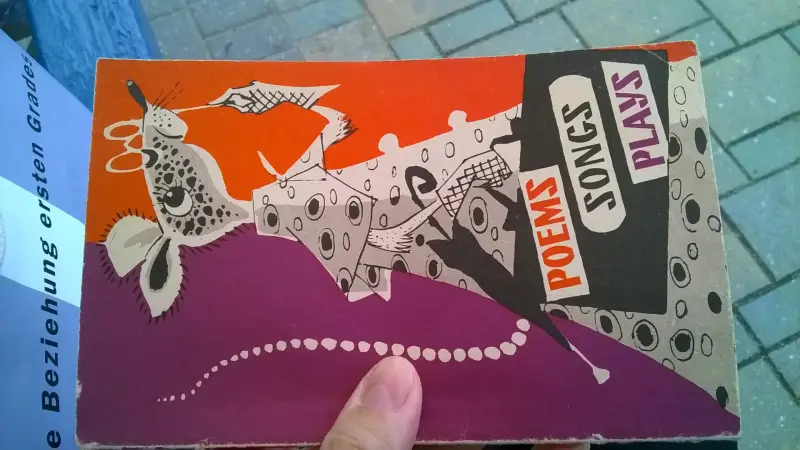 POEMS
SONGS
PLAYS
e Beziehung ersten Grades